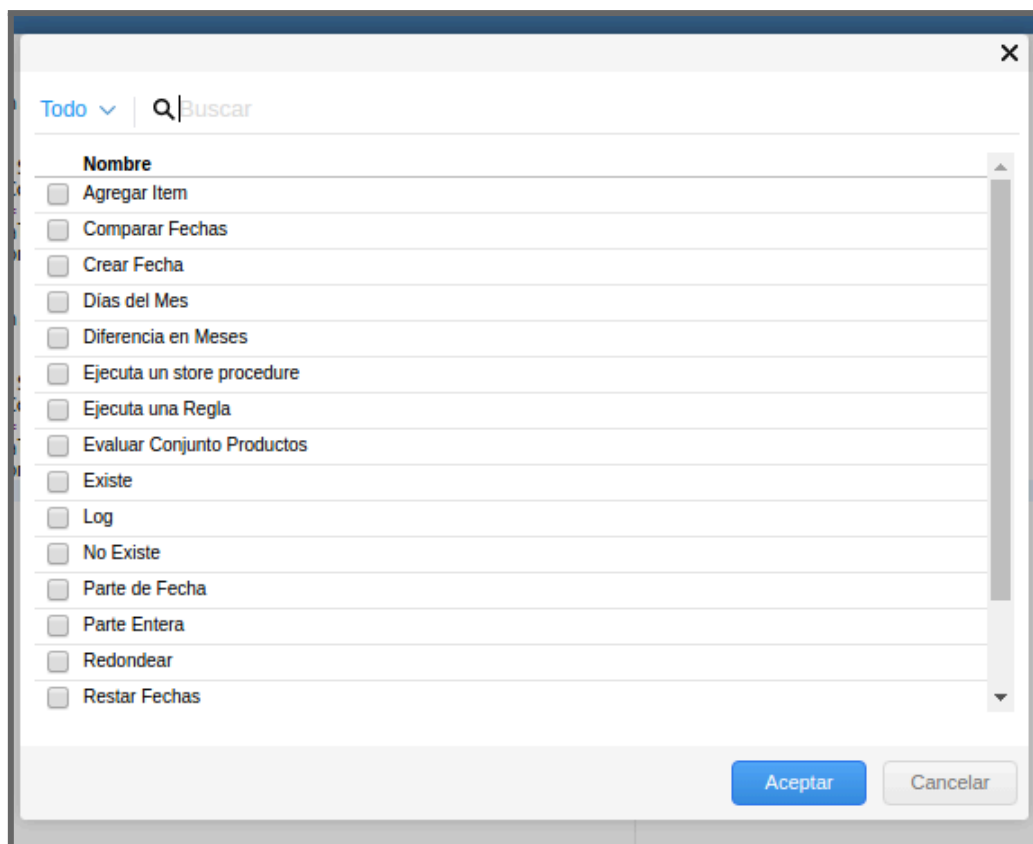 Todo
Buscar
Nombre
Agregar Item
Comparar Fechas
Crear Fecha
Días del Mes
Diferencia en Meses
Ejecuta un store procedure
Ejecuta una Regla
Evaluar Conjunto Productos
Existe
Log
No Existe
Parte de Fecha
Parte Entera
Redondear
Restar Fechas
Aceptar
Cancelar